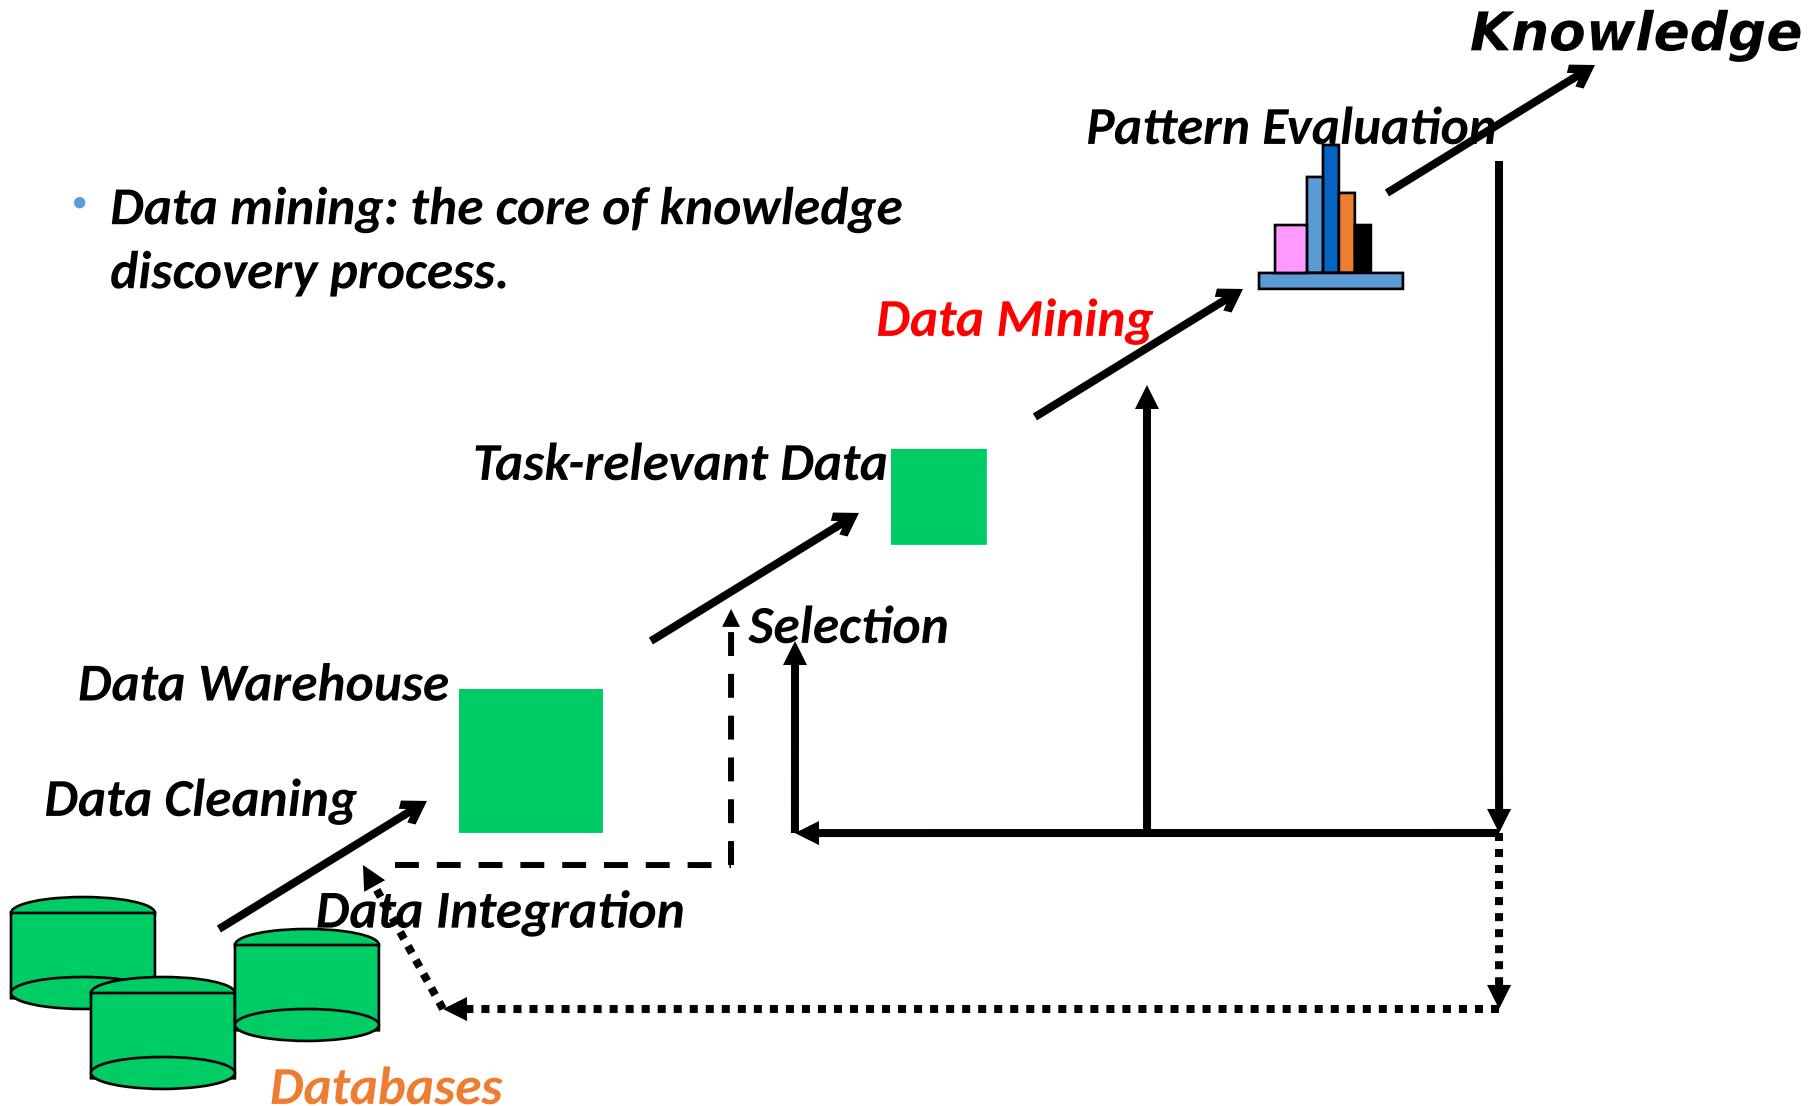 Knowledge
Pattern Evaluation
• Data mining: the core of knowledge
discovery process.
Data Mining
Task-relevant Data
Selection
Data Warehouse
Data Cleaning
Data Integration
Databases